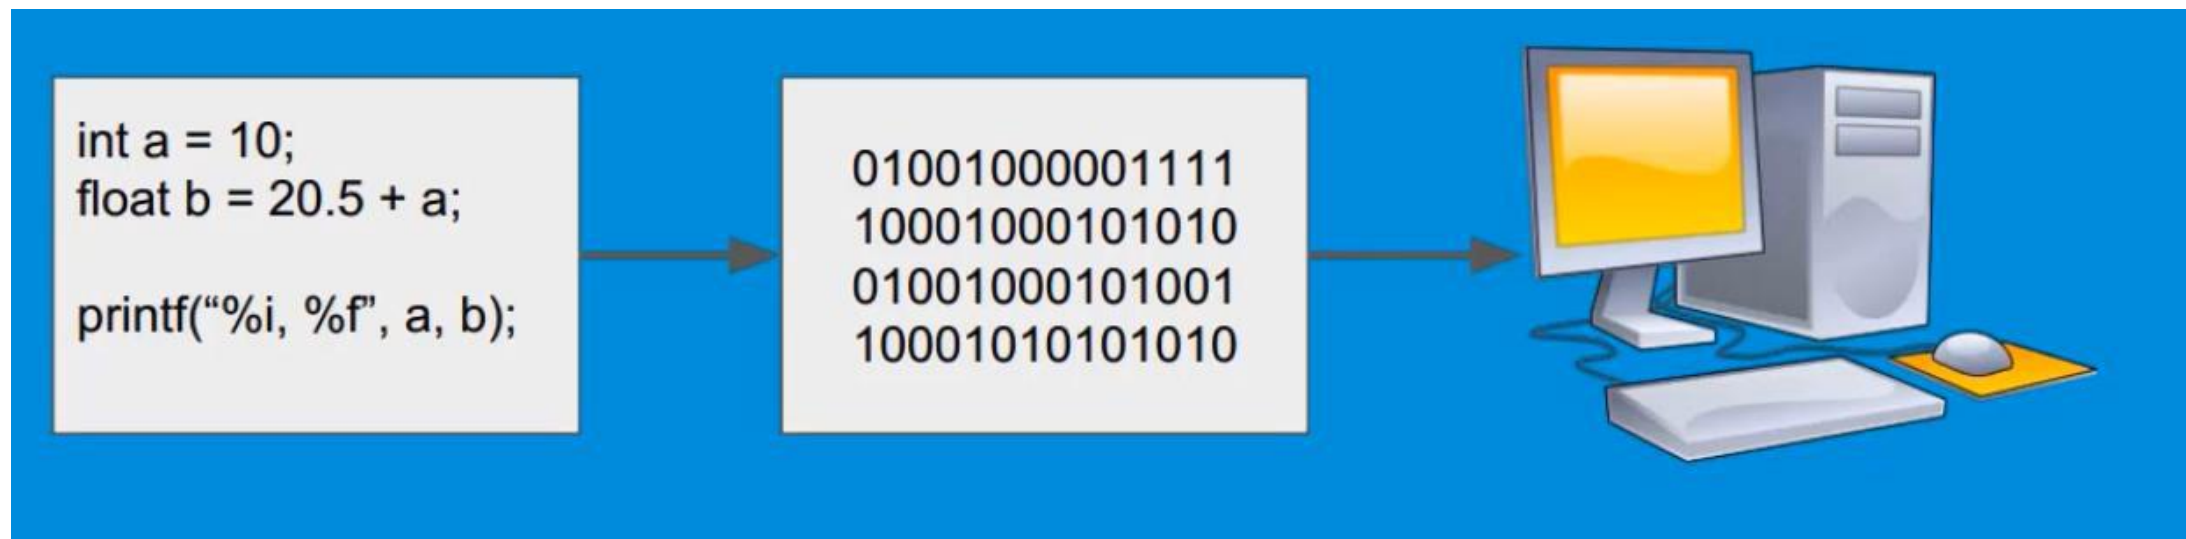 int a = 10;
float b = 20.5 + a;
printf(“%i, %f”, a, b);
01001000001111
10001000101010
01001000101001
10001010101010